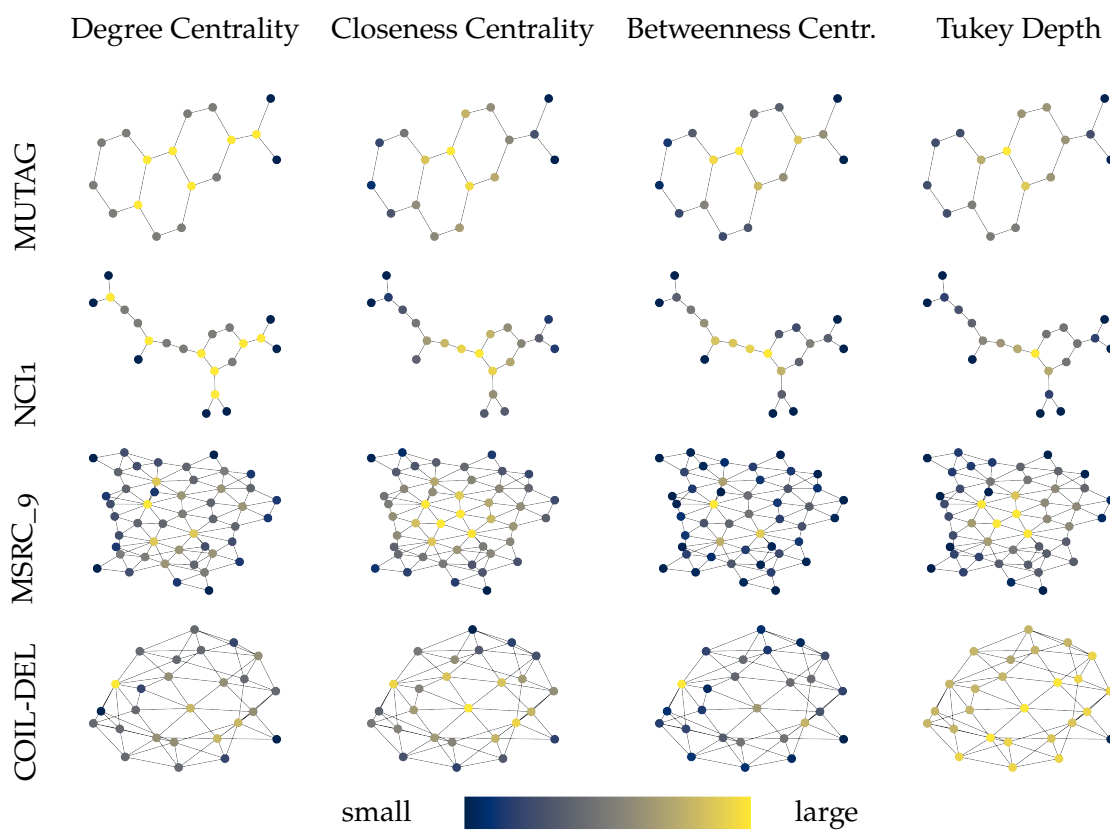 Degree Centrality Closeness Centrality Betweenness Centr. Tukey Depth
MUTAG
NCI1
MSRC_9
COIL-DEL
small large